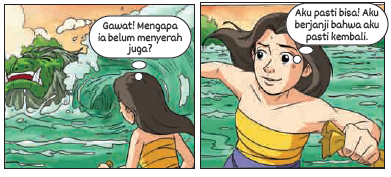 Gawat! Mengapa
ia belum menyerah
juga?
Aku pasti bisa! Aku
berjanji bahwa aku
pasti kembali.